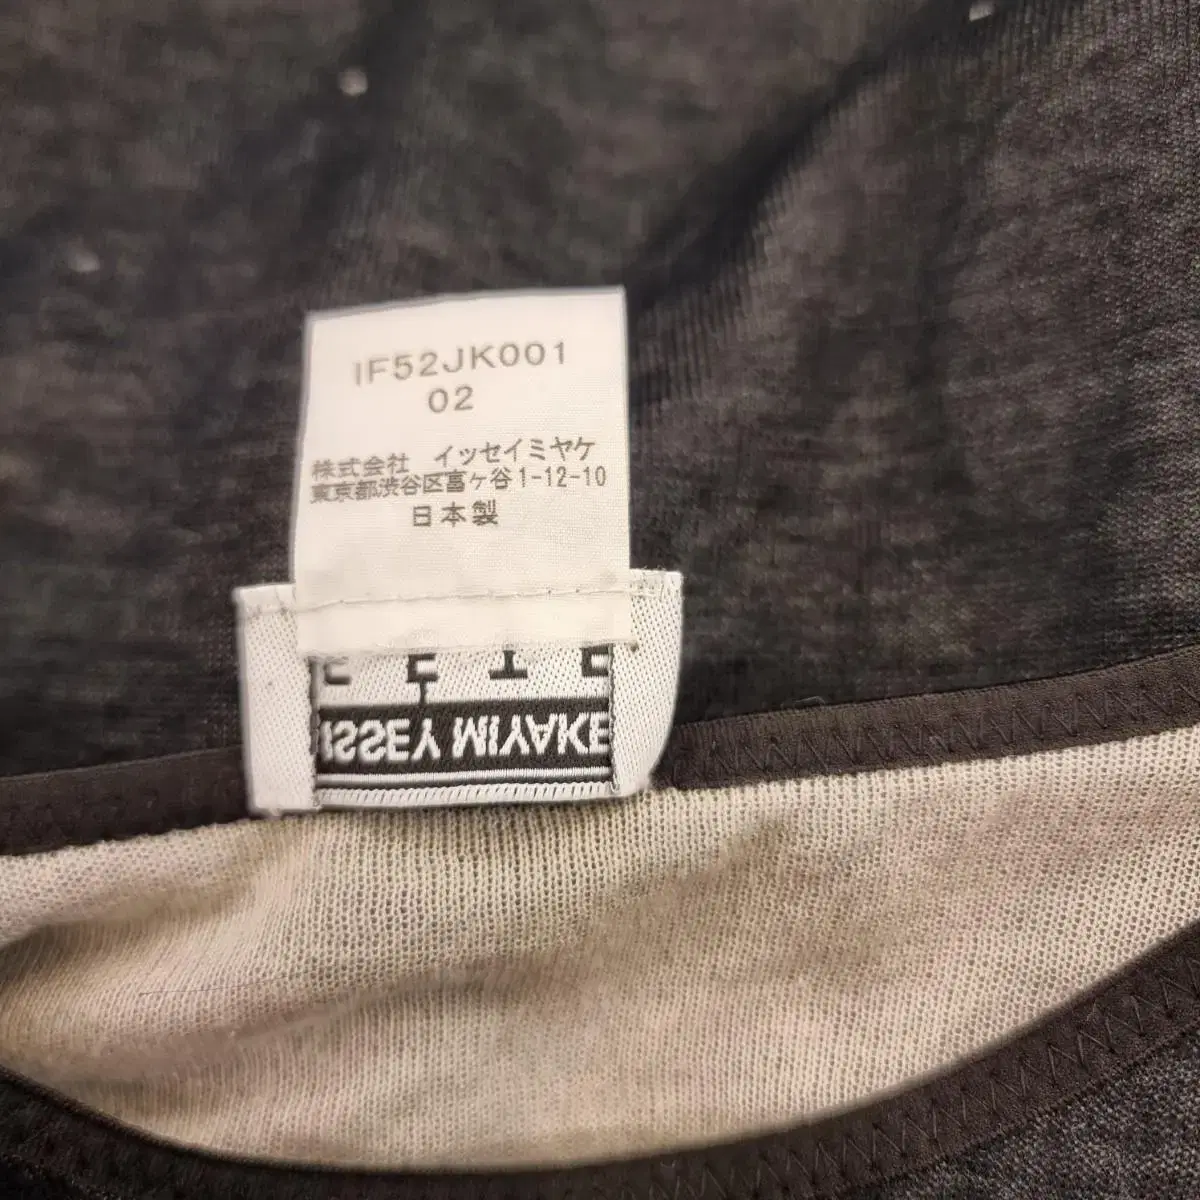 IF52JK001
02
株式会社 イッセイミヤケ
東京都渋谷区富ヶ谷1-12-10
日本製
ISSEY MIYAKE